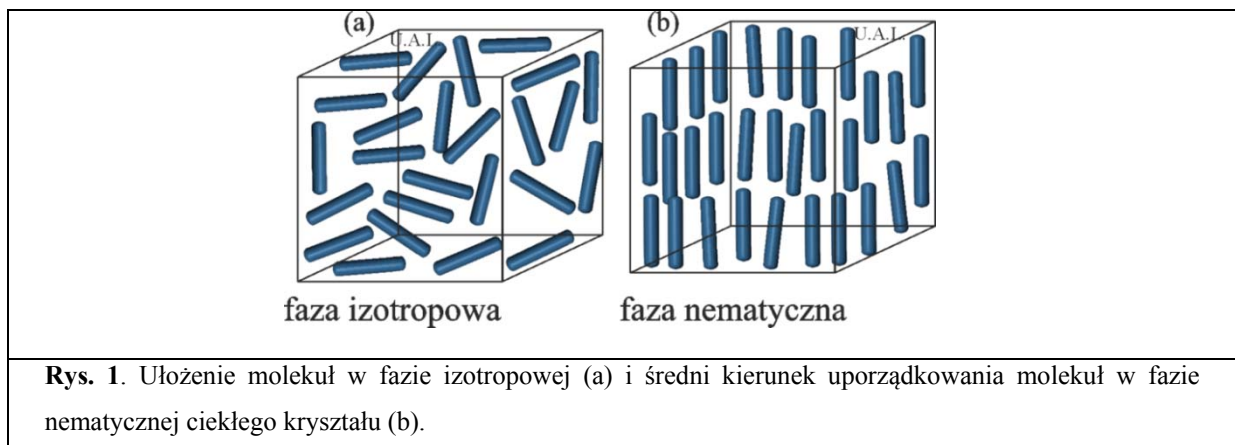 (a) (b)
U.A.L. U.A.L.
faza izotropowa faza nematyczna
Rys. 1. Ułożenie molekuł w fazie izotropowej (a) i średni kierunek uporządkowania molekuł w fazie
nematycznej ciekłego kryształu (b).